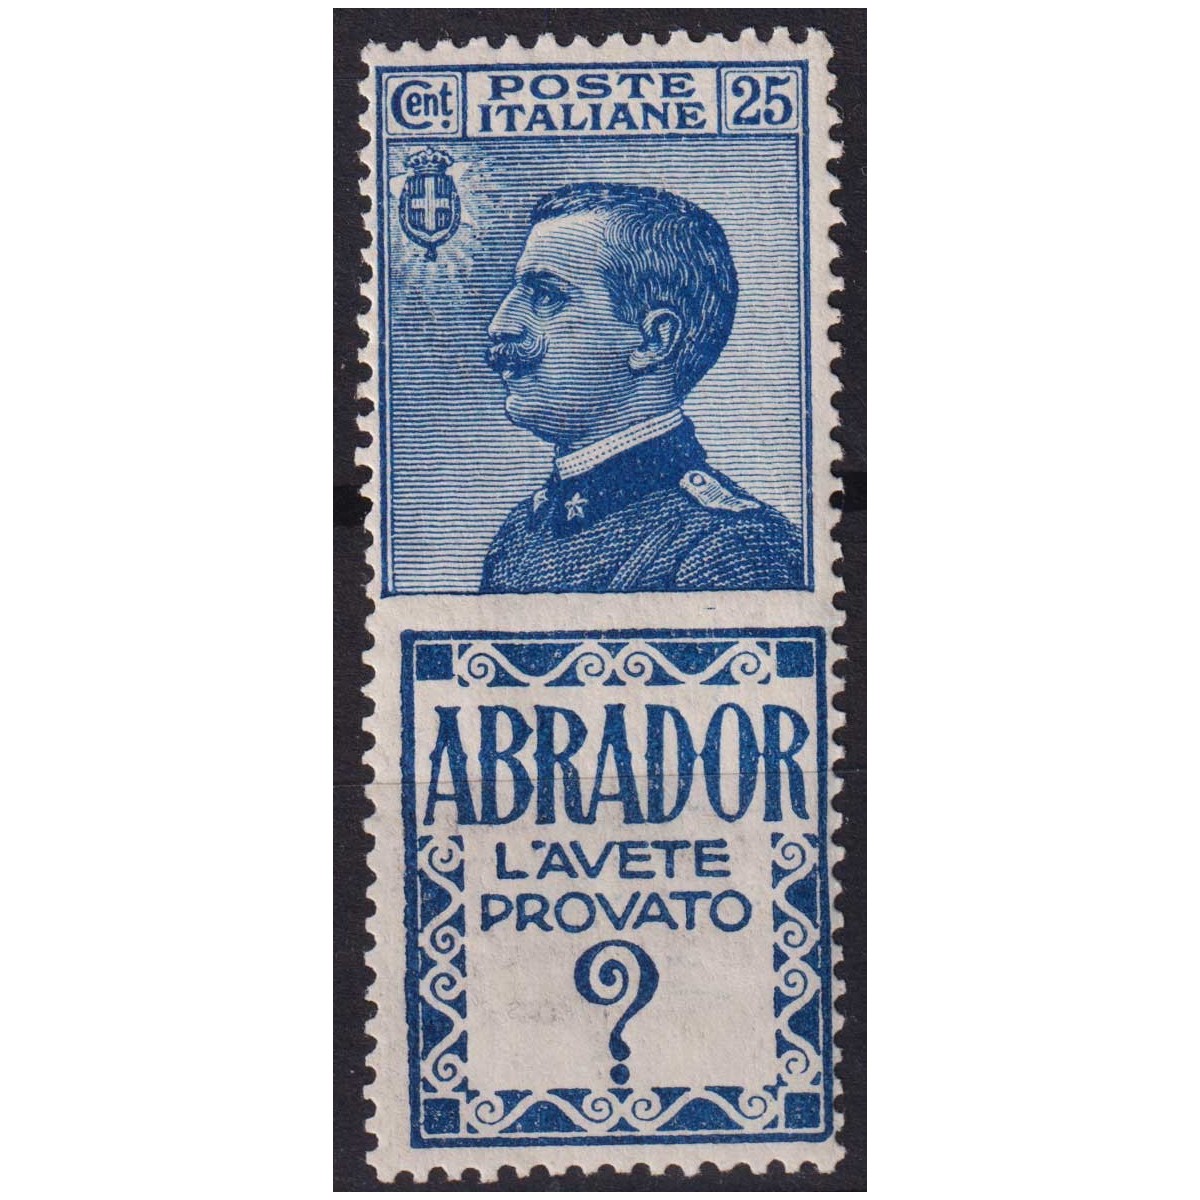 Cent. POSTE ITALIANE 25
ABRADOR
L'AVETE
PROVATO
?